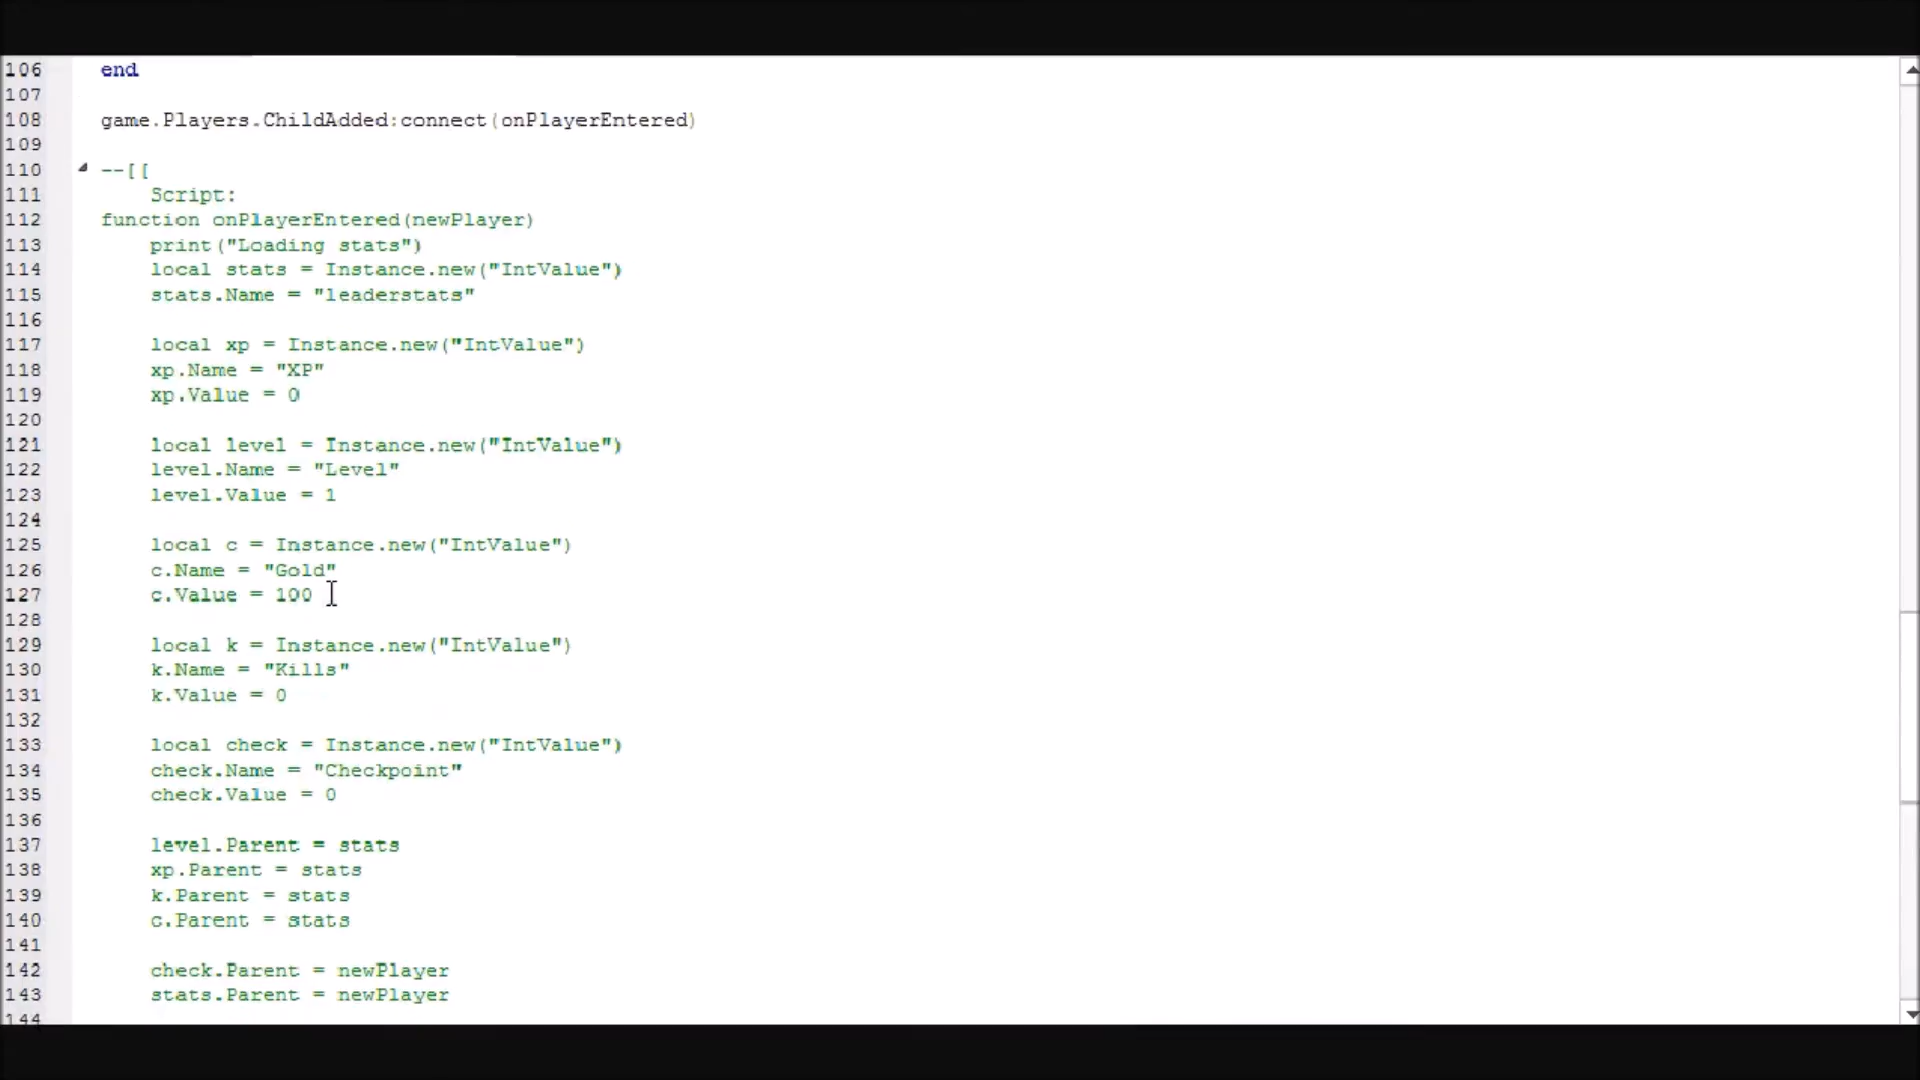 106 end
107
108 game.Players.ChildAdded:connect(onPlayerEntered)
109
110 --[[
111 Script:
112 function onPlayerEntered(newPlayer)
113 print("Loading stats")
114 local stats = Instance.new("IntValue")
115 stats.Name = "leaderstats"
116
117 local xp = Instance.new("IntValue")
118 xp.Name = "XP"
119 xp.Value = 0
120
121 local level = Instance.new("IntValue")
122 level.Name = "Level"
123 level.Value = 1
124
125 local c = Instance.new("IntValue")
126 c.Name = "Gold"
127 c.Value = 100
128
129 local k = Instance.new("IntValue")
130 k.Name = "Kills"
131 k.Value = 0
132
133 local check = Instance.new("IntValue")
134 check.Name = "Checkpoint"
135 check.Value = 0
136
137 level.Parent = stats
138 xp.Parent = stats
139 k.Parent = stats
140 c.Parent = stats
141
142 check.Parent = newPlayer
143 stats.Parent = newPlayer
144